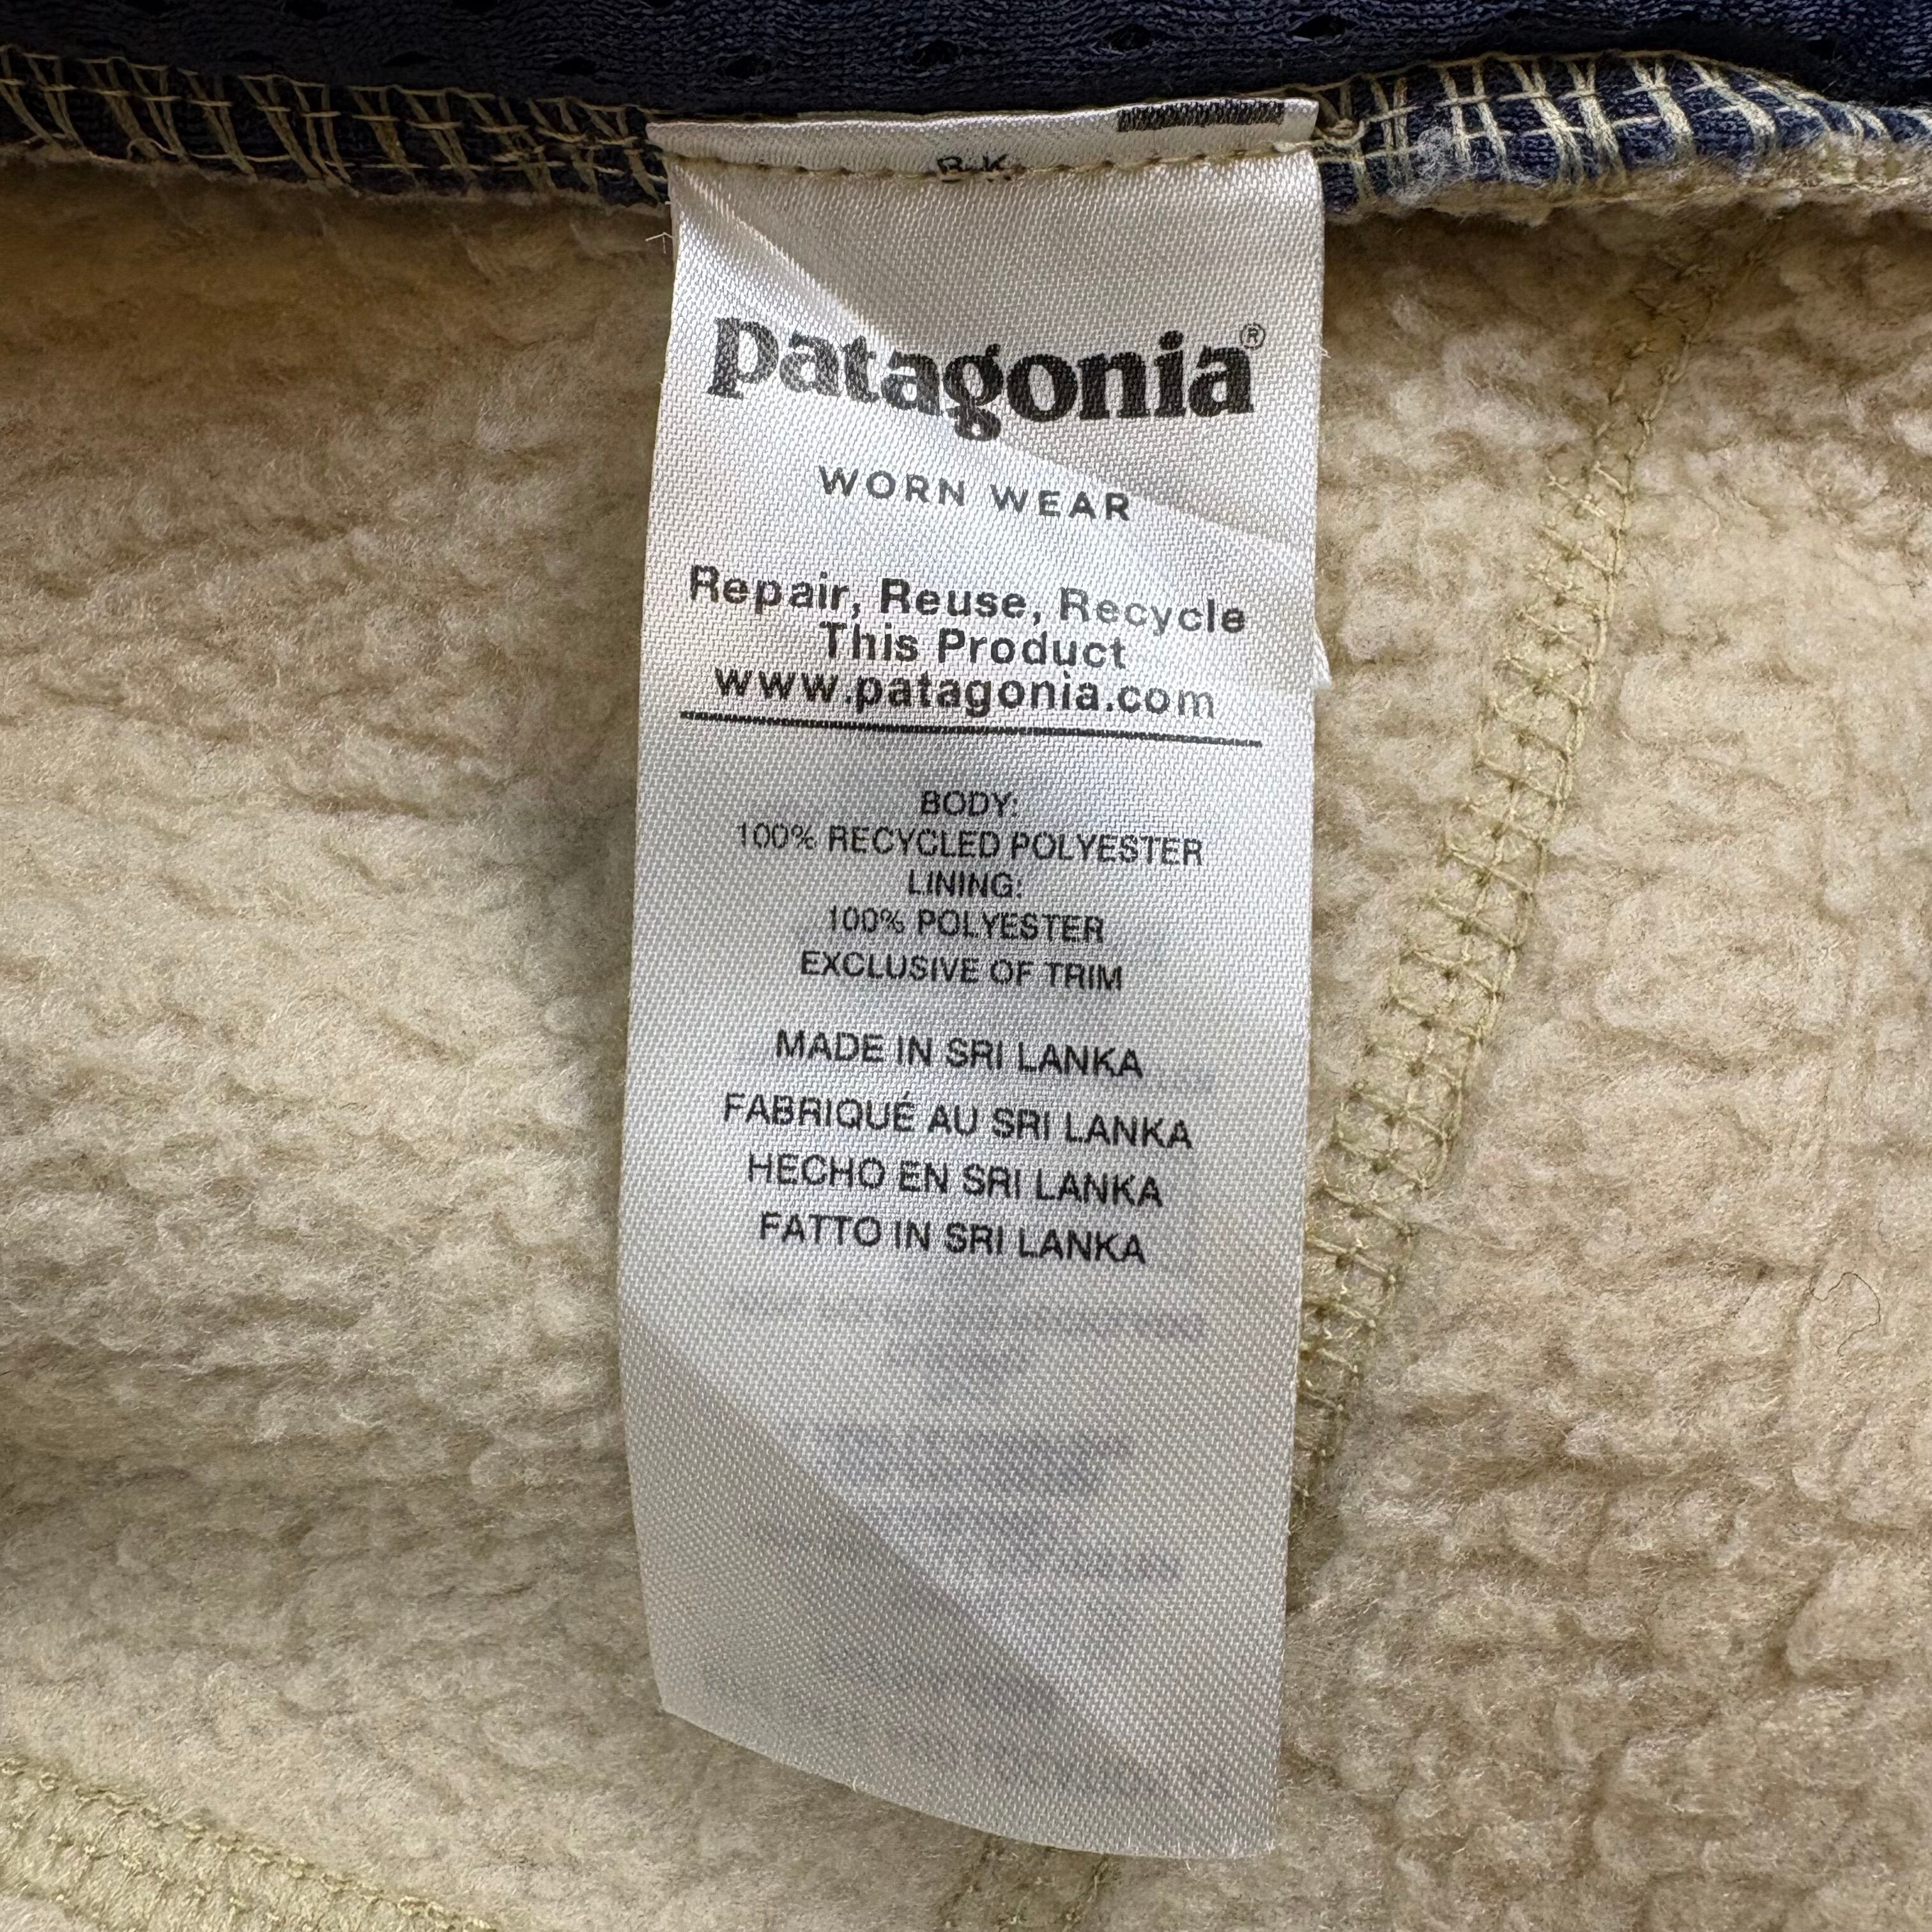 patagonia®
WORN WEAR
Repair, Reuse, Recycle
This Product
www.patagonia.com
BODY:
100% RECYCLED POLYESTER
LINING:
100% POLYESTER
EXCLUSIVE OF TRIM
MADE IN SRI LANKA
FABRIQUÉ AU SRI LANKA
HECHO EN SRI LANKA
FATTO IN SRI LANKA